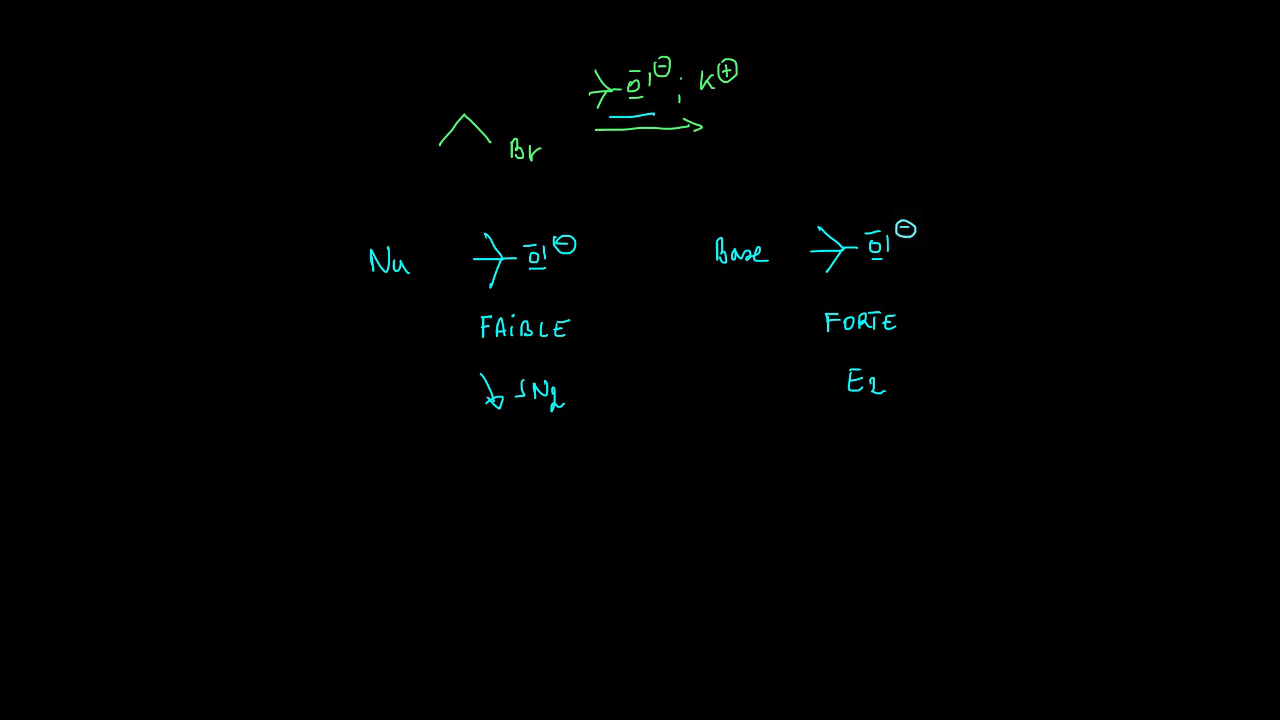 Ō|⊖ ; K⊕
Br
Nu Ō|⊖ Base Ō|⊖
FAiBLE FORTE
↓ SN2 E2